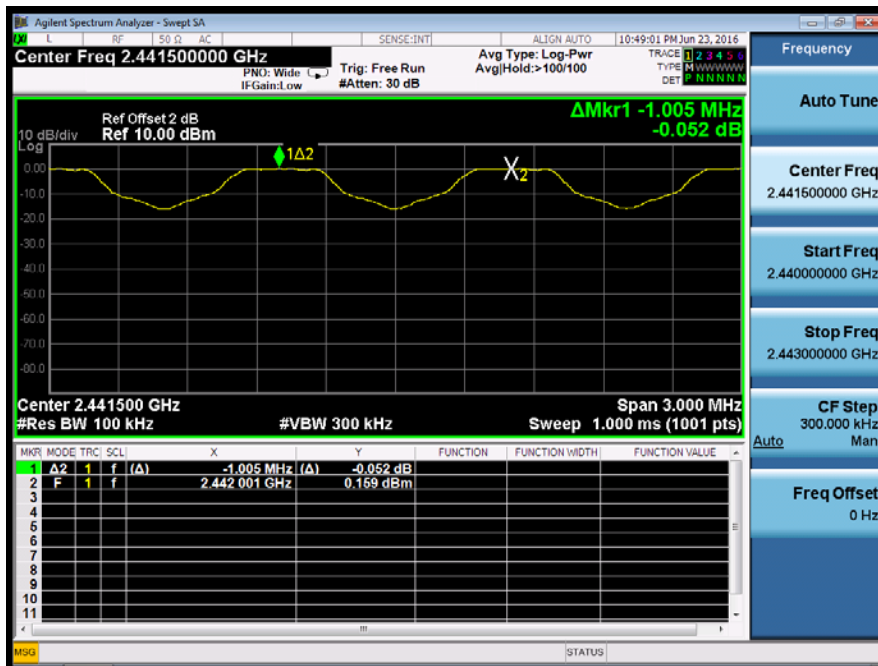 Agilent Spectrum Analyzer - Swept SA
L RF 50 Ω AC SENSE:INT ALIGN AUTO 10:49:01 PM Jun 23, 2016
Center Freq 2.441500000 GHz
PNO: Wide
IFGain:Low
Trig: Free Run
#Atten: 30 dB
Avg Type: Log-Pwr
Avg|Hold:>100/100
TRACE 1 2 3 4 5 6
TYPE M W W W W W
DET P N N N N N
ΔMkr1 -1.005 MHz
-0.052 dB
Ref Offset 2 dB
10 dB/div Ref 10.00 dBm
Log
1Δ2
X2
0.00
-10.0
-20.0
-30.0
-40.0
-50.0
-60.0
-70.0
-80.0
Center 2.441500 GHz Span 3.000 MHz
#Res BW 100 kHz #VBW 300 kHz Sweep 1.000 ms (1001 pts)
MKR MODE TRC SCL X Y FUNCTION FUNCTION WIDTH FUNCTION VALUE
1 Δ2 1 f (Δ) -1.005 MHz (Δ) -0.052 dB
2 F 1 f 2.442 001 GHz 0.159 dBm
3
4
5
6
7
8
9
10
11
MSG STATUS
Frequency
Auto Tune
Center Freq
2.441500000 GHz
Start Freq
2.440000000 GHz
Stop Freq
2.443000000 GHz
CF Step
300.000 kHz
Auto Man
Freq Offset
0 Hz